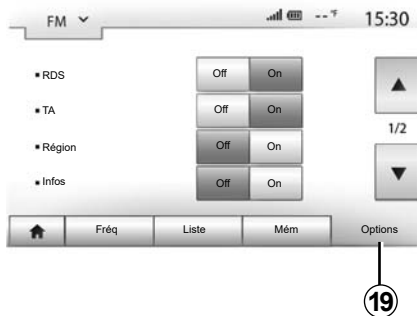 FM -- °F 15:30
RDS Off On
TA Off On
1/2
Région Off On
Infos Off On
Fréq Liste Mém Options
19